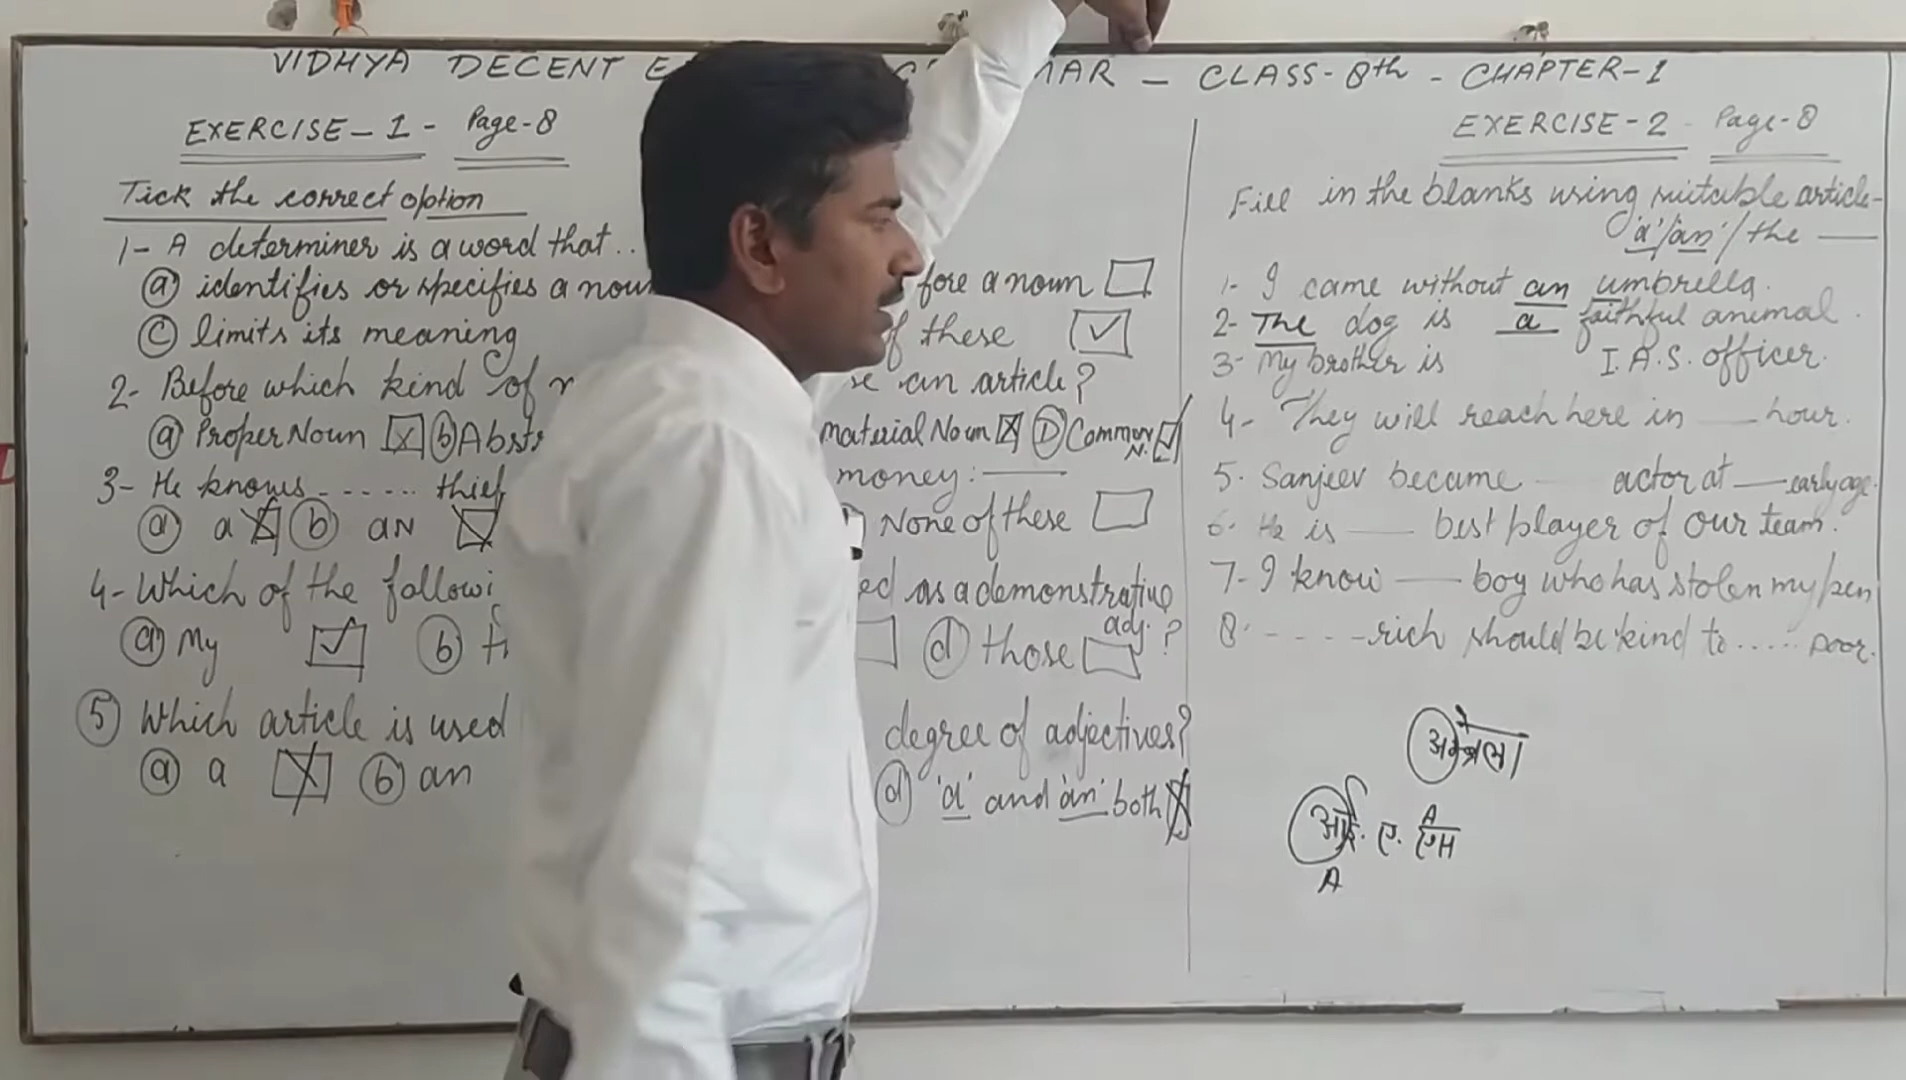 VIDHYA DECENT E MAR - CLASS-8th - CHAPTER-1
EXERCISE-1- Page-8
Tick the correct option
1- A determiner is a word that..
(a) identifies or specifies a noun fore a noun
(C) limits its meaning f these ✓
2- Before which kind of n se an article?
(a) Proper Noun X (b) Abstr material Noun X (D) Common N. ✓
3- He knows ..... thief money: ——
(a) a X (b) aN X None of these
4- Which of the followi ed as a demonstrative adj. ?
(a) My ✓ (b) th (d) those
(5) Which article is used degree of adjectives?
(a) a X (b) an (d) 'a' and 'an' both X
EXERCISE-2 Page-8
Fill in the blanks using suitable article-
'a'/'an'/the ——
1- I came without an umbrella.
2- The dog is a faithful animal.
3- My brother is I.A.S. officer.
4- They will reach here in —— hour.
5. Sanjeev became actor at —— early age.
6- He is —— best player of our team.
7- I know —— boy who has stolen my pen
8. - - - - - rich should be kind to ..... poor.
A
A